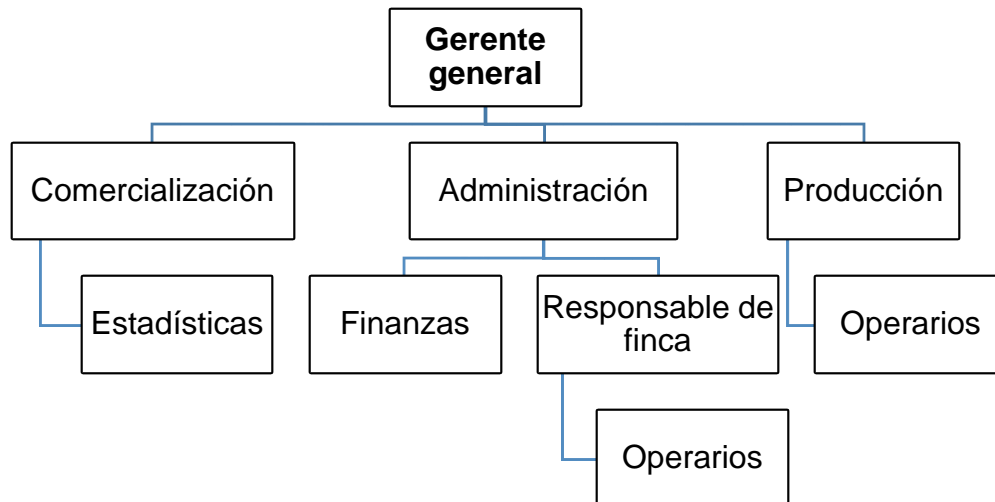 Gerente
general
Comercialización
Administración
Producción
Estadísticas
Finanzas
Responsable de
finca
Operarios
Operarios